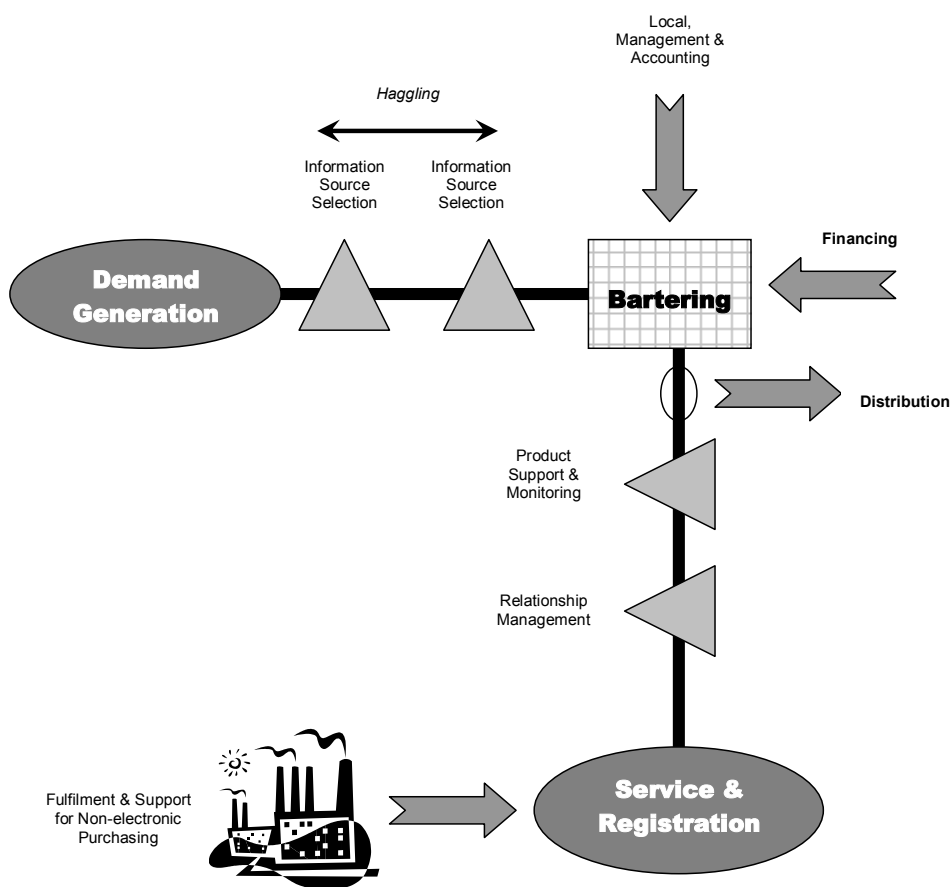 Local,
Management &
Accounting
Haggling
Information
Source
Selection
Information
Source
Selection
Financing
Demand
Generation
Bartering
Distribution
Product
Support &
Monitoring
Relationship
Management
Fulfilment & Support
for Non-electronic
Purchasing
Service &
Registration